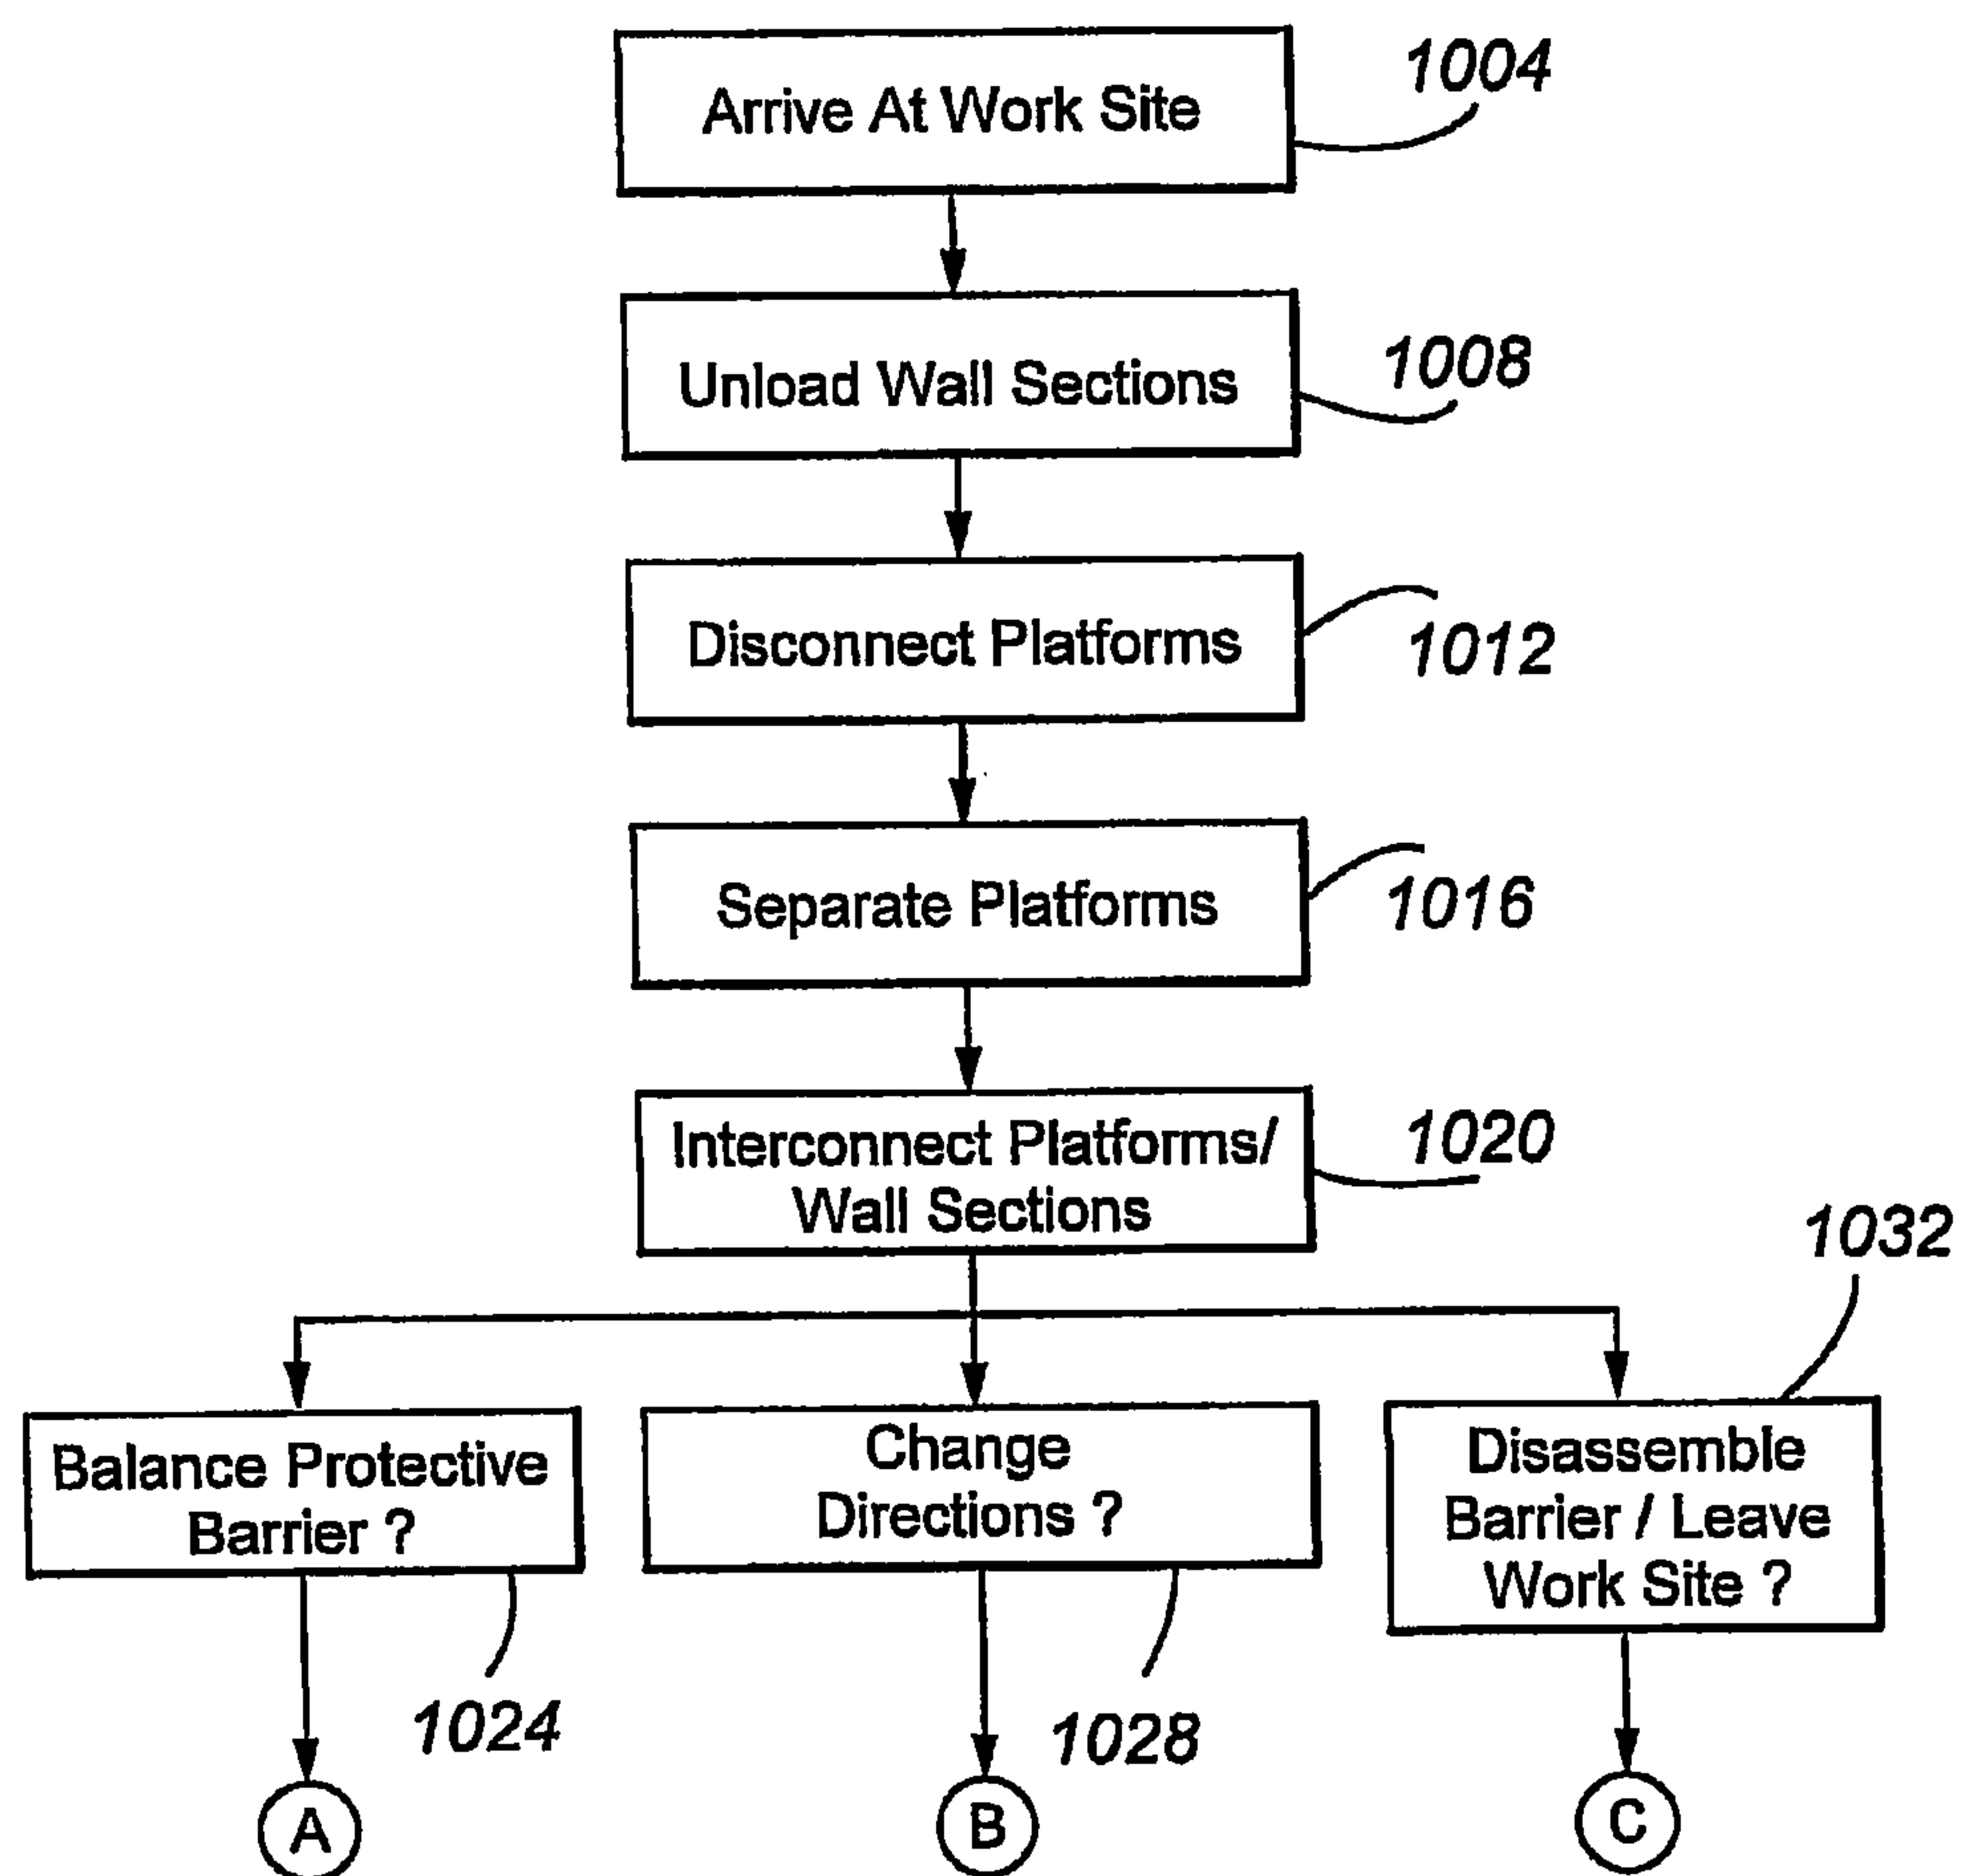 Arrive At Work Site
1004
Unload Wall Sections
1008
Disconnect Platforms
1012
Separate Platforms
1016
Interconnect Platforms/
Wall Sections
1020
1032
Balance Protective
Barrier ?
Change
Directions ?
Disassemble
Barrier / Leave
Work Site ?
1024
1028
A
B
C